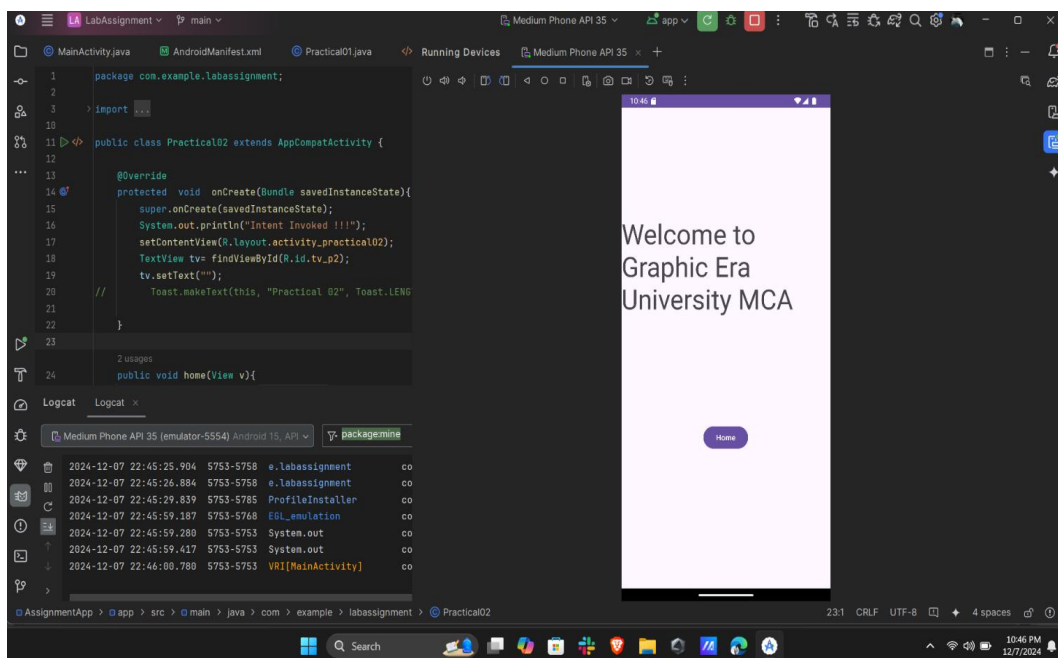 LA LabAssignment main Medium Phone API 35 app
MainActivity.java AndroidManifest.xml Practical01.java Running Devices Medium Phone API 35
1 package com.example.labassignment;
2
3 import ...
10
11 public class Practical02 extends AppCompatActivity {
12
13 @Override
14 protected void onCreate(Bundle savedInstanceState){
15 super.onCreate(savedInstanceState);
16 System.out.println("Intent Invoked !!!");
17 setContentView(R.layout.activity_practical02);
18 TextView tv= findViewById(R.id.tv_p2);
19 tv.setText("");
20 // Toast.makeText(this, "Practical 02", Toast.LENG
21
22 }
23
2 usages
24 public void home(View v){
10:46
Welcome to
Graphic Era
University MCA
Home
Logcat Logcat
Medium Phone API 35 (emulator-5554) Android 15, API package:mine
2024-12-07 22:45:25.904 5753-5758 e.labassignment co
2024-12-07 22:45:26.884 5753-5758 e.labassignment co
2024-12-07 22:45:29.839 5753-5785 ProfileInstaller co
2024-12-07 22:45:59.187 5753-5768 EGL_emulation co
2024-12-07 22:45:59.280 5753-5753 System.out co
2024-12-07 22:45:59.417 5753-5753 System.out co
2024-12-07 22:46:00.780 5753-5753 VRI[MainActivity] co
AssignmentApp > app > src > main > java > com > example > labassignment > Practical02 23:1 CRLF UTF-8 4 spaces
Search
10:46 PM
12/7/2024